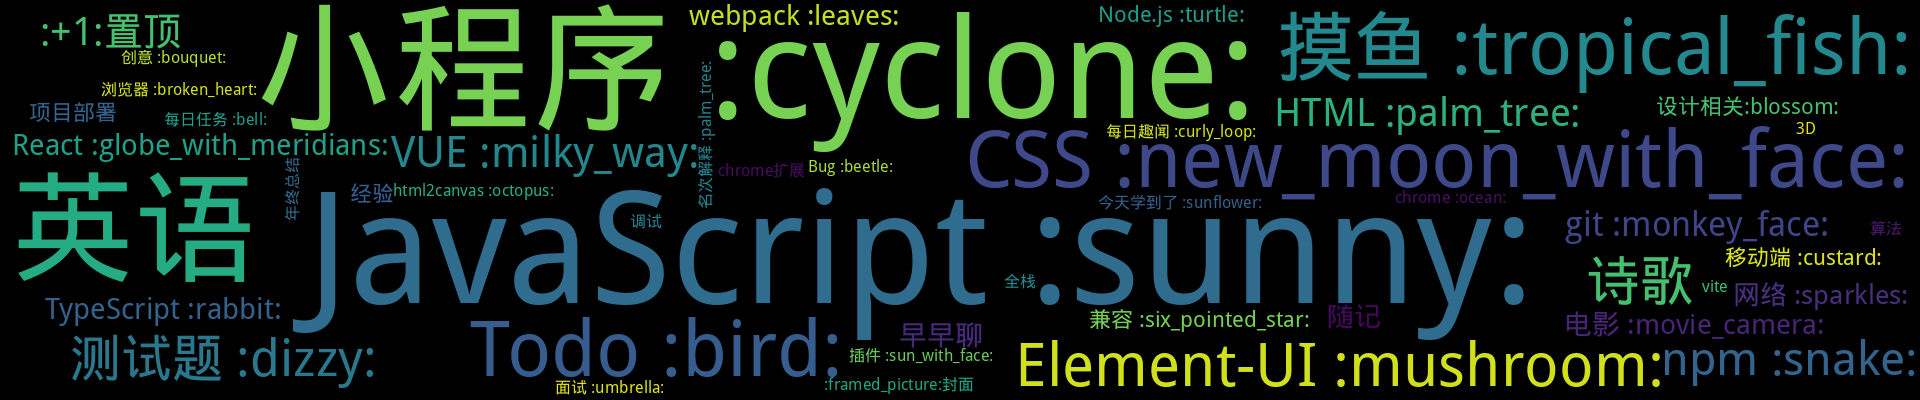 :+1:置顶
创意 :bouquet:
浏览器 :broken_heart:
项目部署
每日任务 :bell:
React :globe_with_meridians:
小程序 :cyclone:
webpack :leaves:
Node.js :turtle:
摸鱼 :tropical_fish:
HTML :palm_tree:
设计相关:blossom:
3D
VUE :milky_way:
名次解释 :palm_tree:
chrome扩展
Bug :beetle:
每日趣闻 :curly_loop:
CSS :new_moon_with_face:
英语
年终总结
经验
html2canvas :octopus:
调试
JavaScript :sunny:
今天学到了 :sunflower:
chrome :ocean:
git :monkey_face:
算法
全栈
诗歌
移动端 :custard:
vite
网络 :sparkles:
TypeScript :rabbit:
测试题 :dizzy:
Todo :bird:
早早聊
插件 :sun_with_face:
面试 :umbrella:
:framed_picture:封面
兼容 :six_pointed_star:
随记
电影 :movie_camera:
Element-UI :mushroom:
npm :snake: